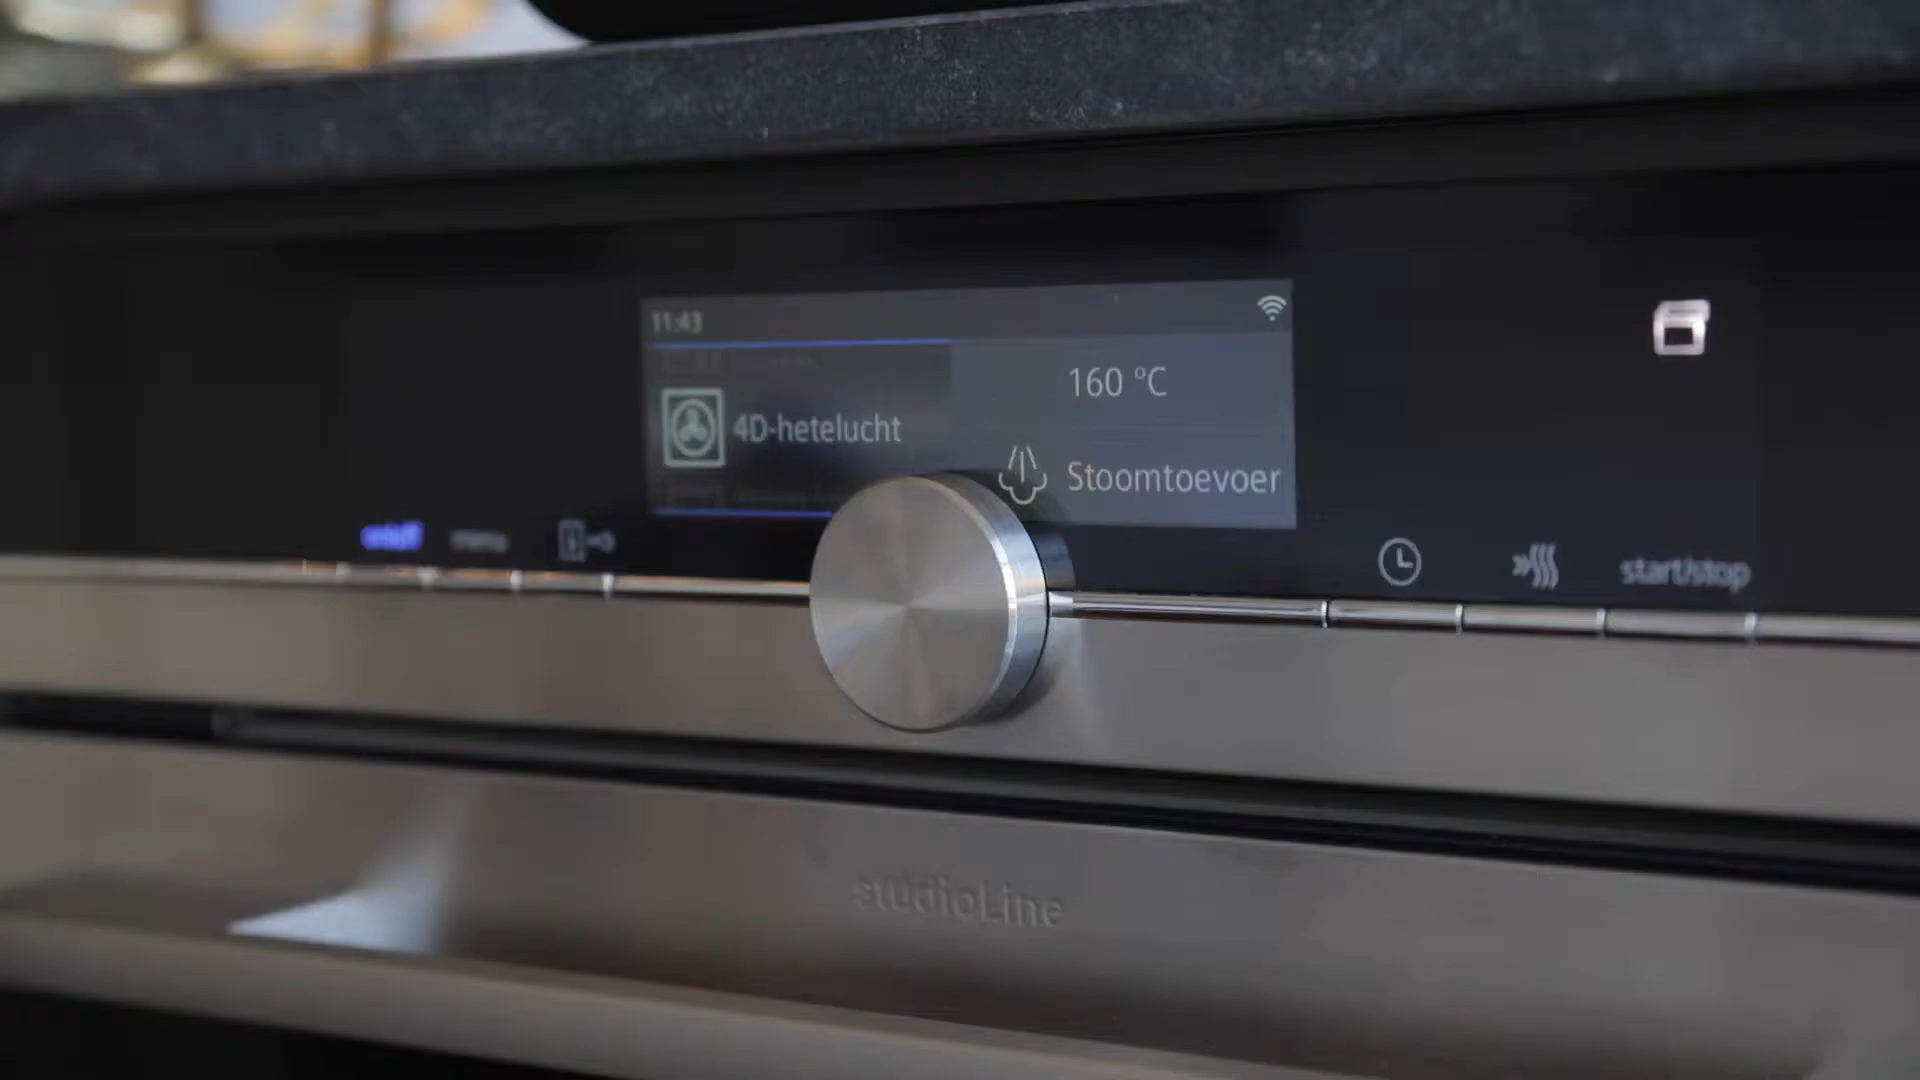 11:43
160 °C
4D-hetelucht
Stoomtoevoer
on/off
menu
start/stop
studioLine